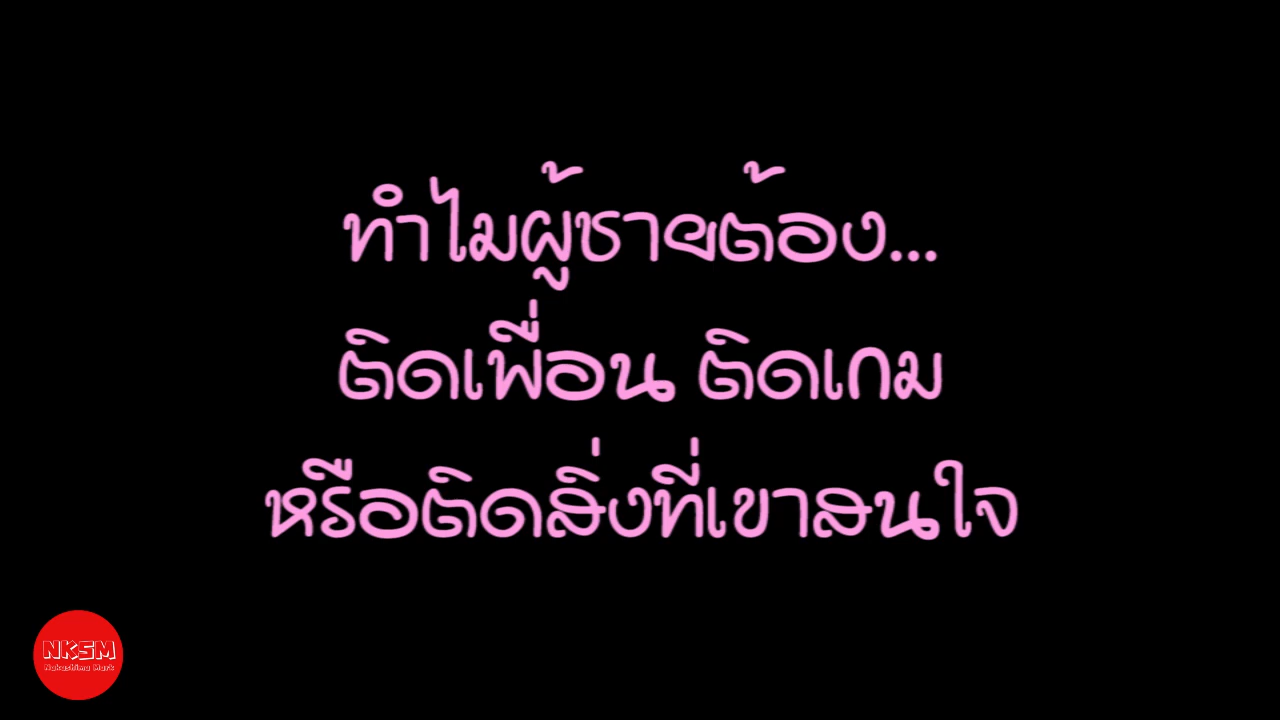 ทำไมผู้ชายต้อง...
ติดเพื่อน ติดเกม
หรือติดสิ่งที่เขาสนใจ
NKSM
Nakashima Mark